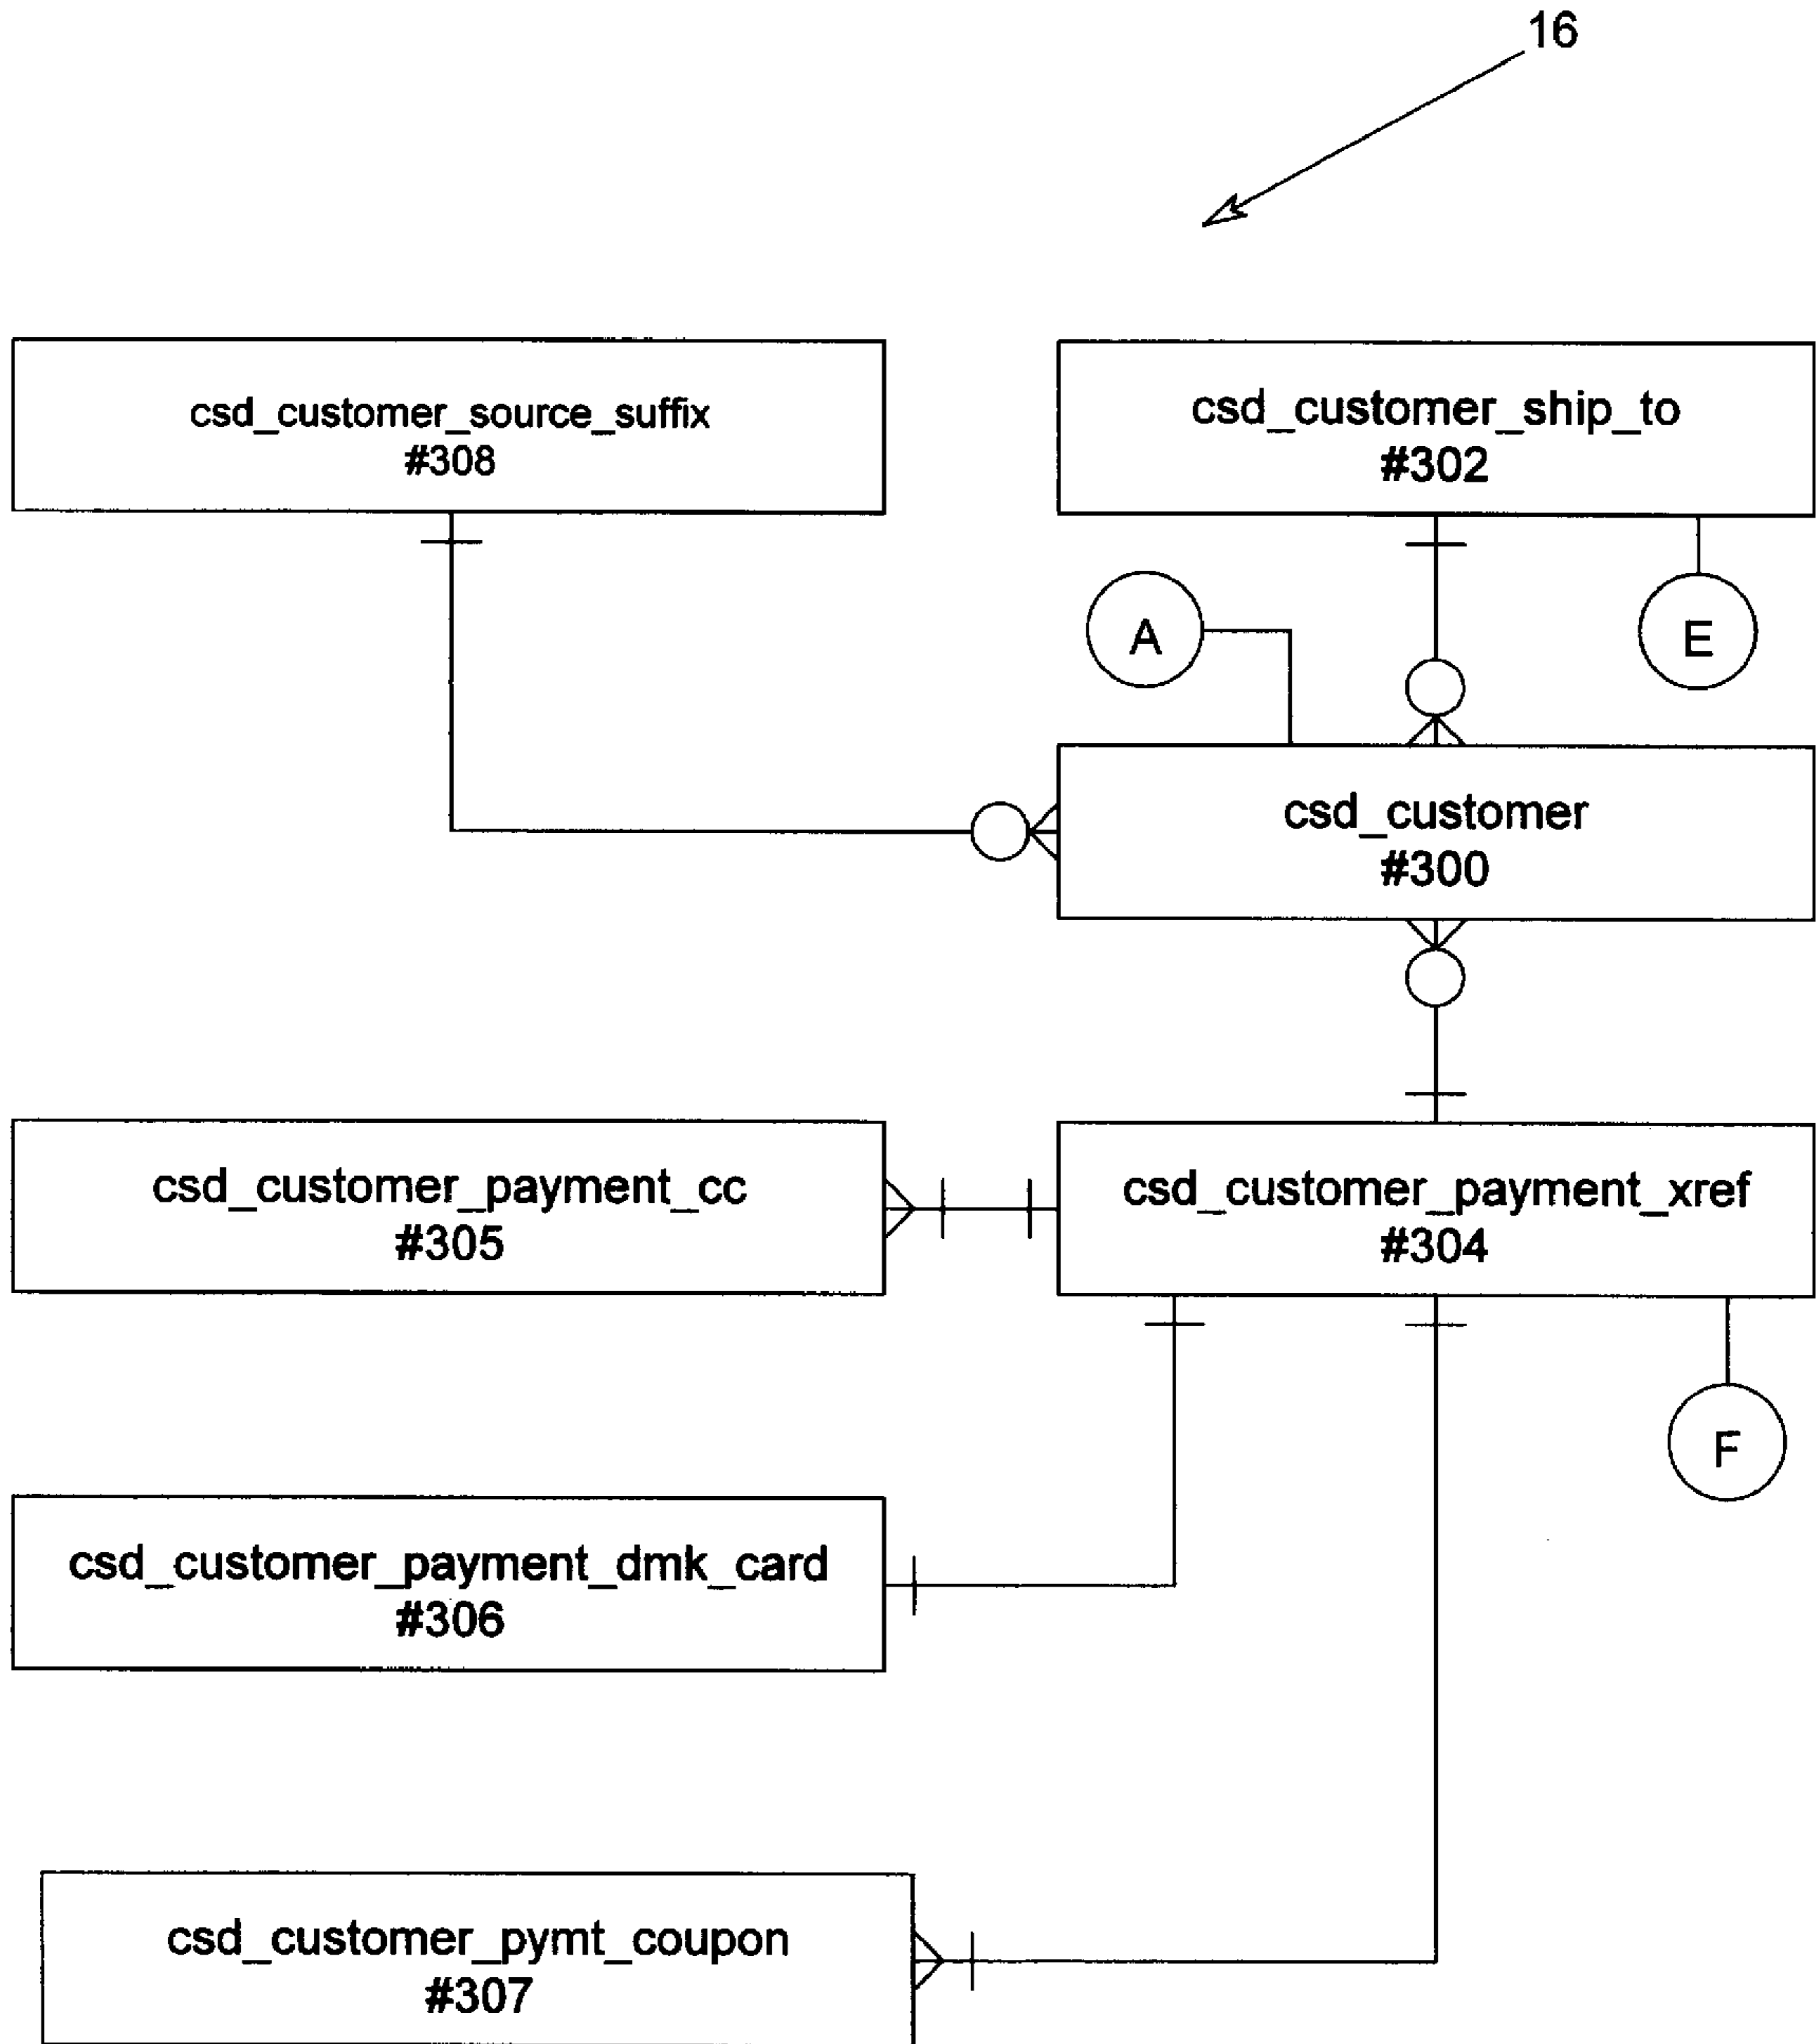 16
csd_customer_source_suffix
#308
csd_customer_ship_to
#302
A
E
csd_customer
#300
csd_customer_payment_cc
#305
csd_customer_payment_xref
#304
F
csd_customer_payment_dmk_card
#306
csd_customer_pymt_coupon
#307